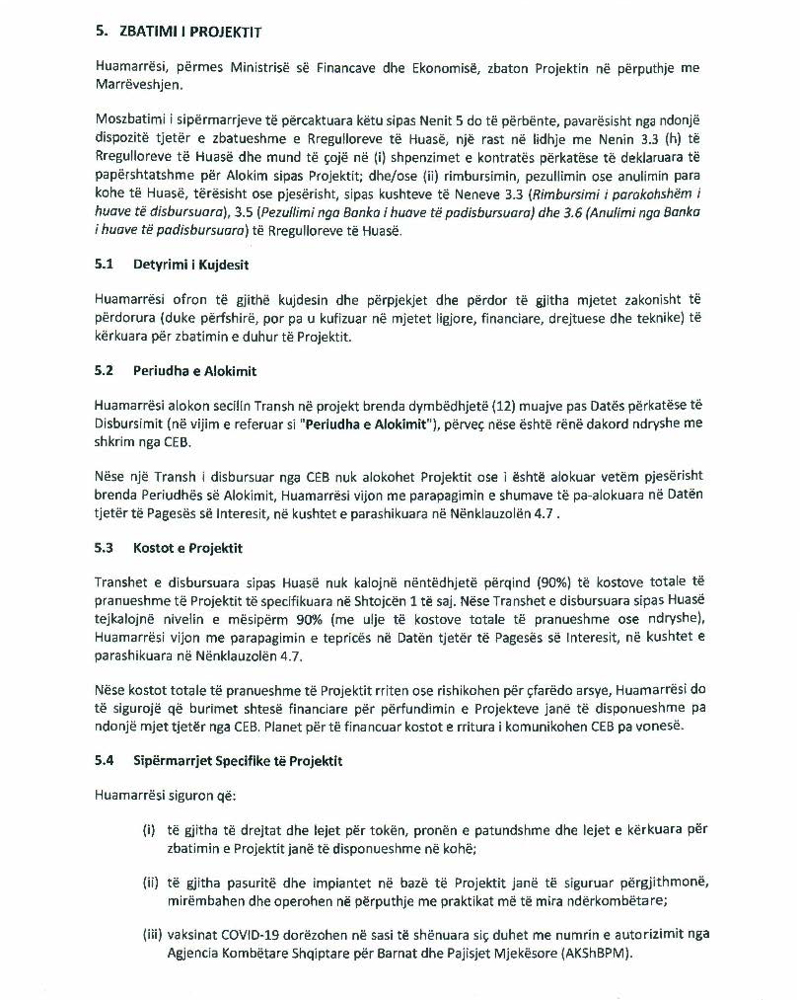 5. ZBATIMI I PROJEKTIT
Huamarrësi, përmes Ministrisë së Financave dhe Ekonomisë, zbaton Projektin në përputhje me
Marrëveshjen.
Moszbatimi i sipërmarrjeve të përcaktuara këtu sipas Nenit 5 do të përbënte, pavarësisht nga ndonjë
dispozitë tjetër e zbatueshme e Rregulloreve të Huasë, një rast në lidhje me Nenin 3.3 (h) të
Rregulloreve të Huasë dhe mund të çojë në (i) shpenzimet e kontratës përkatëse të deklaruara të
papërshtatshme për Alokim sipas Projektit; dhe/ose (ii) rimbursimin, pezullimin ose anulimin para
kohe të Huasë, tërësisht ose pjesërisht, sipas kushteve të Neneve 3.3 (Rimbursimi i parakohshëm i
huave të disbursuara), 3.5 (Pezullimi nga Banka i huave të padisbursuara) dhe 3.6 (Anulimi nga Banka
i huave të padisbursuara) të Rregulloreve të Huasë.
5.1 Detyrimi i Kujdesit
Huamarrësi ofron të gjithë kujdesin dhe përpjekjet dhe përdor të gjitha mjetet zakonisht të
përdorura (duke përfshirë, por pa u kufizuar në mjetet ligjore, financiare, drejtuese dhe teknike) të
kërkuara për zbatimin e duhur të Projektit.
5.2 Periudha e Alokimit
Huamarrësi alokon secilin Transh në projekt brenda dymbëdhjetë (12) muajve pas Datës përkatëse të
Disbursimit (në vijim e referuar si "Periudha e Alokimit"), përveç nëse është rënë dakord ndryshe me
shkrim nga CEB.
Nëse një Transh i disbursuar nga CEB nuk alokohet Projektit ose i është alokuar vetëm pjesërisht
brenda Periudhës së Alokimit, Huamarrësi vijon me parapagimin e shumave të pa-alokuara në Datën
tjetër të Pagesës së Interesit, në kushtet e parashikuara në Nënklauzolën 4.7 .
5.3 Kostot e Projektit
Transhet e disbursuara sipas Huasë nuk kalojnë nëntëdhjetë përqind (90%) të kostove totale të
pranueshme të Projektit të specifikuara në Shtojcën 1 të saj. Nëse Transhet e disbursuara sipas Huasë
tejkalojnë nivelin e mësipërm 90% (me ulje të kostove totale të pranueshme ose ndryshe),
Huamarrësi vijon me parapagimin e tepricës në Datën tjetër të Pagesës së Interesit, në kushtet e
parashikuara në Nënklauzolën 4.7.
Nëse kostot totale të pranueshme të Projektit rriten ose rishikohen për çfarëdo arsye, Huamarrësi do
të sigurojë që burimet shtesë financiare për përfundimin e Projekteve janë të disponueshme pa
ndonjë mjet tjetër nga CEB. Planet për të financuar kostot e rritura i komunikohen CEB pa vonesë.
5.4 Sipërmarrjet Specifike të Projektit
Huamarrësi siguron që:
(i) të gjitha të drejtat dhe lejet për tokën, pronën e patundshme dhe lejet e kërkuara për
zbatimin e Projektit janë të disponueshme në kohë;
(ii) të gjitha pasuritë dhe impiantet në bazë të Projektit janë të siguruar përgjithmonë,
mirëmbahen dhe operohen në përputhje me praktikat më të mira ndërkombëtare;
(iii) vaksinat COVID-19 dorëzohen në sasi të shënuara siç duhet me numrin e autorizimit nga
Agjencia Kombëtare Shqiptare për Barnat dhe Pajisjet Mjekësore (AKShBPM).